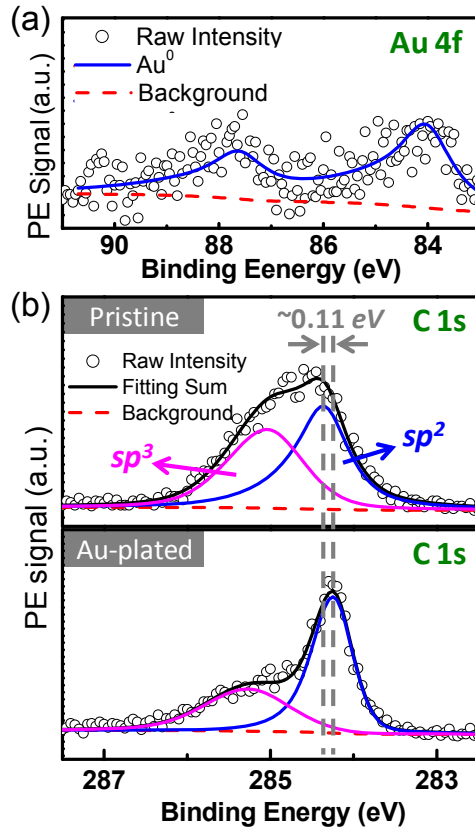 (a)
Au 4f
Raw Intensity
Au⁰
Background
PE Signal (a.u.)
90 88 86 84
Binding Eenergy (eV)
(b)
Pristine
~0.11 eV
C 1s
Raw Intensity
Fitting Sum
Background
sp³
sp²
Au-plated
C 1s
PE signal (a.u.)
287 285 283
Binding Energy (eV)